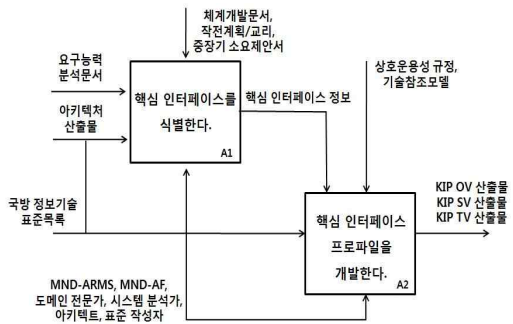 체계개발문서,
작전계획/교리,
중장기 소요제안서
요구능력
분석문서
아키텍처
산출물
핵심 인터페이스를
식별한다.
A1
핵심 인터페이스 정보
상호운용성 규정,
기술참조모델
국방 정보기술
표준목록
핵심 인터페이스
프로파일을
개발한다.
A2
KIP OV 산출물
KIP SV 산출물
KIP TV 산출물
MND-ARMS, MND-AF,
도메인 전문가, 시스템 분석가,
아키텍트, 표준 작성자